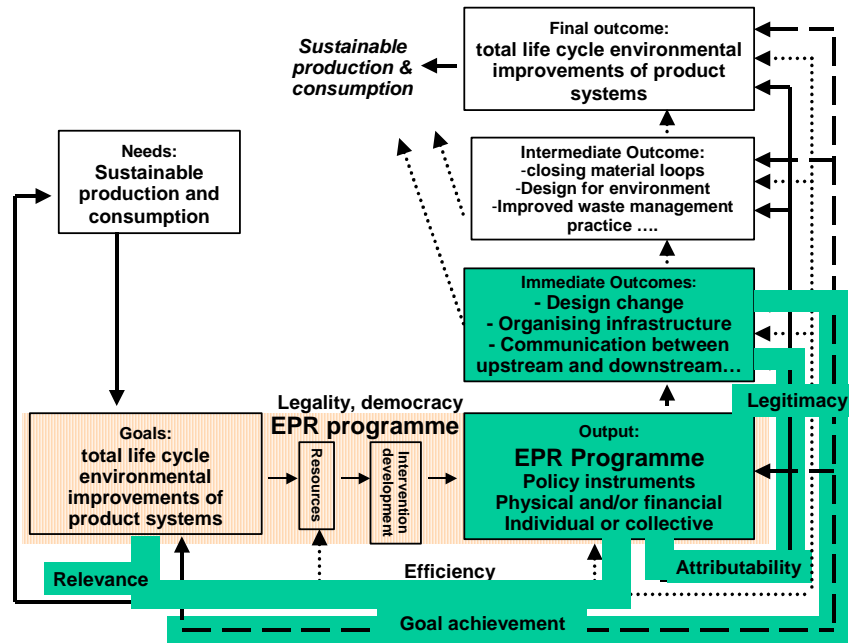 Final outcome:
total life cycle environmental
improvements of product
systems
Sustainable
production &
consumption
Needs:
Sustainable
production and
consumption
Intermediate Outcome:
-closing material loops
-Design for environment
-Improved waste management
practice ....
Immediate Outcomes:
- Design change
- Organising infrastructure
- Communication between
upstream and downstream…
Legitimacy
Legality, democracy
EPR programme
Goals:
total life cycle
environmental
improvements of
product systems
Resources
Intervention
development
Output:
EPR Programme
Policy instruments
Physical and/or financial
Individual or collective
Relevance
Efficiency
Attributability
Goal achievement